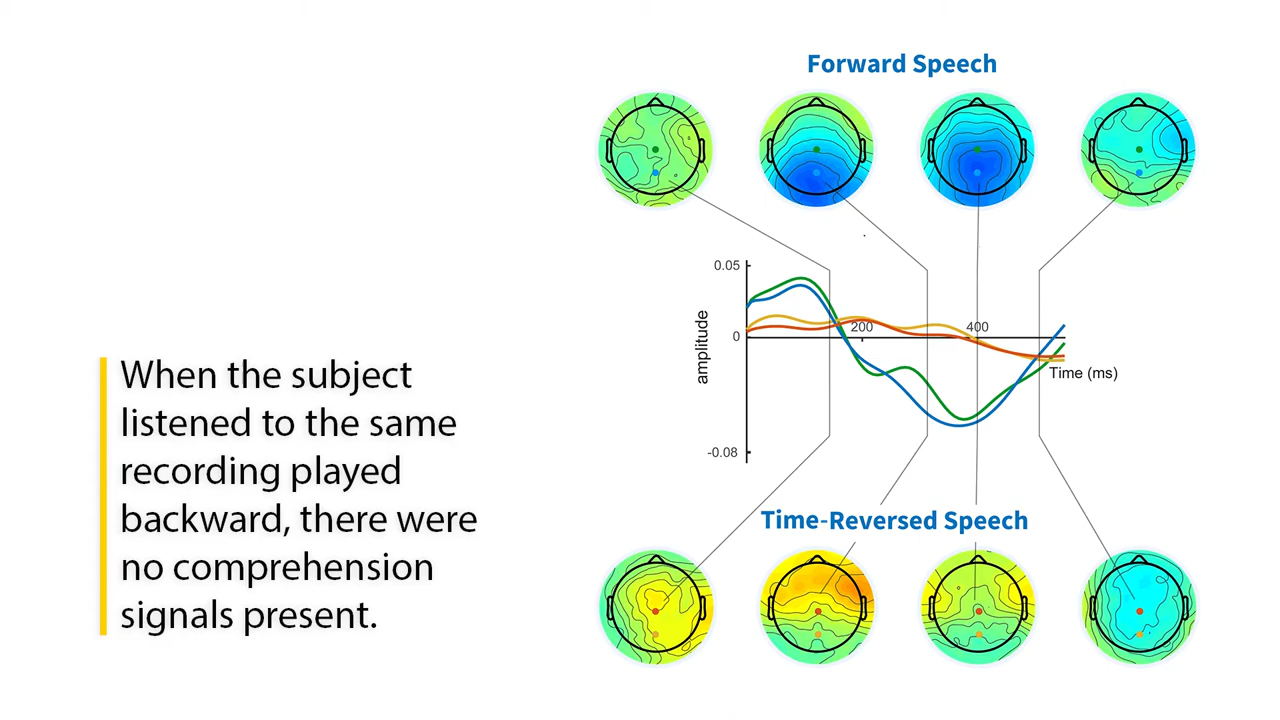 Forward Speech
0.05
amplitude
200
400
0
Time (ms)
When the subject
listened to the same
recording played
backward, there were
no comprehension
signals present.
-0.08
Time-Reversed Speech